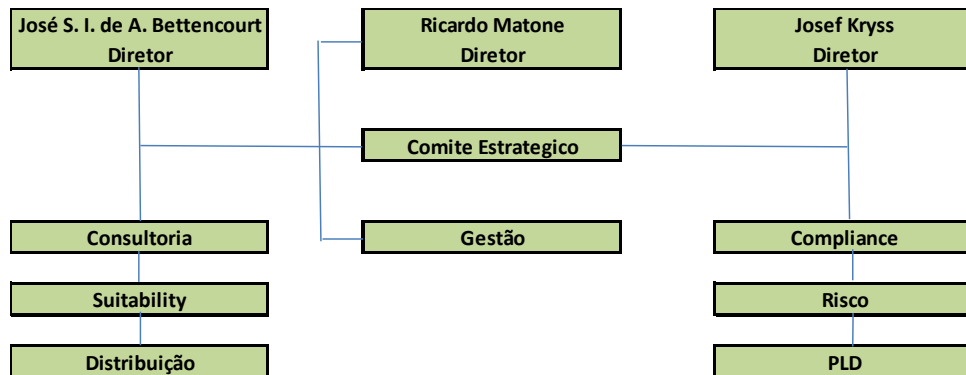 José S. I. de A. Bettencourt
Diretor
Ricardo Matone
Diretor
Josef Kryss
Diretor
Comite Estrategico
Consultoria
Gestão
Compliance
Suitability
Risco
Distribuição
PLD